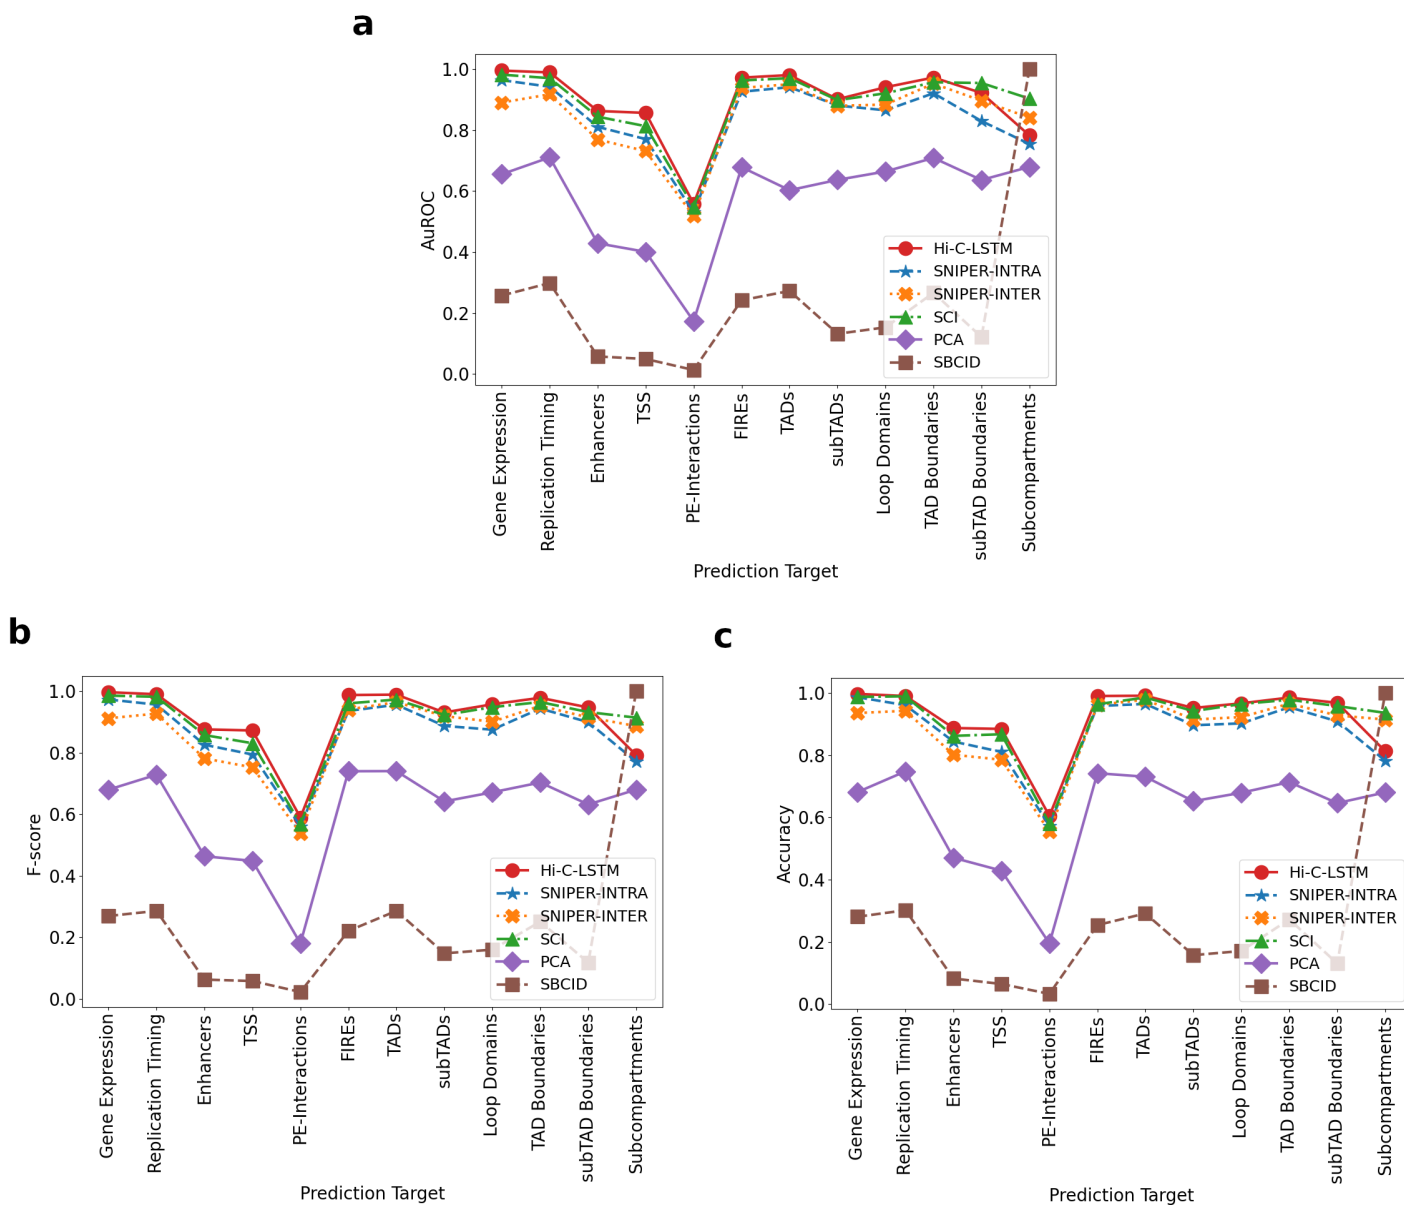 a
AuROC
1.0
0.8
0.6
0.4
0.2
0.0
Hi-C-LSTM
SNIPER-INTRA
SNIPER-INTER
SCI
PCA
SBCID
Gene Expression
Replication Timing
Enhancers
TSS
PE-Interactions
FIREs
TADs
subTADs
Loop Domains
TAD Boundaries
subTAD Boundaries
Subcompartments
Prediction Target
b
F-score
1.0
0.8
0.6
0.4
0.2
0.0
Hi-C-LSTM
SNIPER-INTRA
SNIPER-INTER
SCI
PCA
SBCID
Gene Expression
Replication Timing
Enhancers
TSS
PE-Interactions
FIREs
TADs
subTADs
Loop Domains
TAD Boundaries
subTAD Boundaries
Subcompartments
Prediction Target
c
Accuracy
1.0
0.8
0.6
0.4
0.2
0.0
Hi-C-LSTM
SNIPER-INTRA
SNIPER-INTER
SCI
PCA
SBCID
Gene Expression
Replication Timing
Enhancers
TSS
PE-Interactions
FIREs
TADs
subTADs
Loop Domains
TAD Boundaries
subTAD Boundaries
Subcompartments
Prediction Target